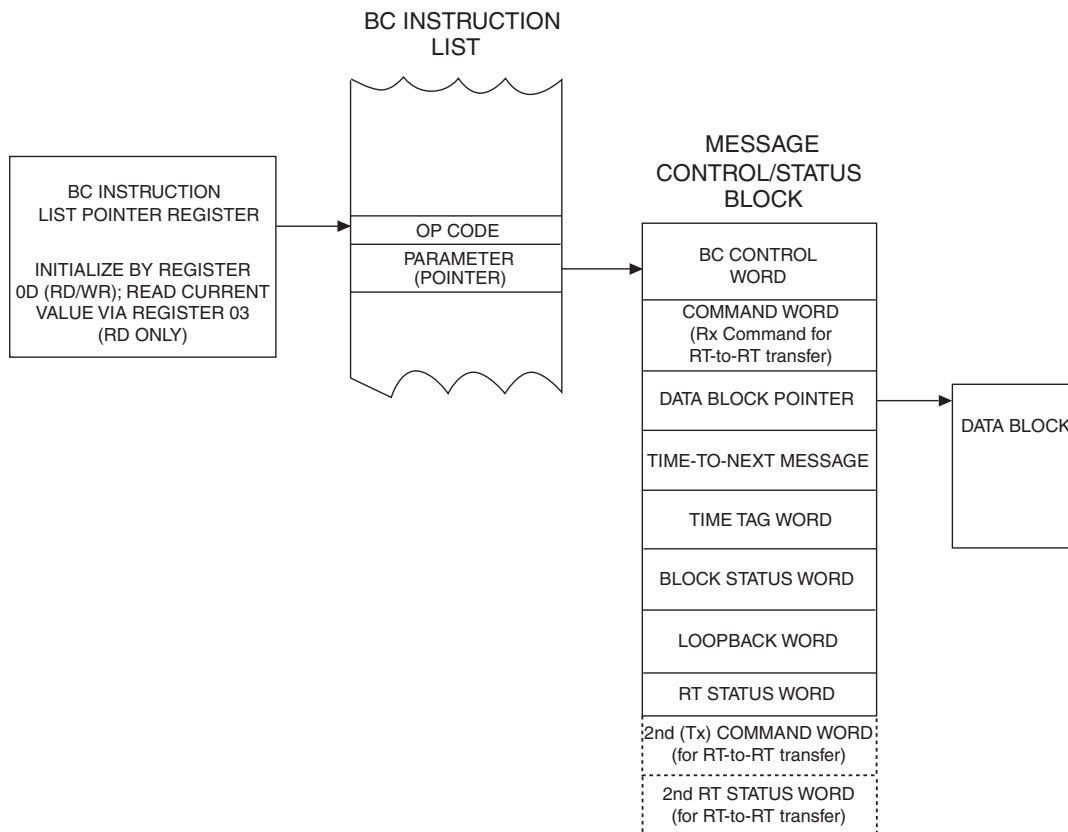 BC INSTRUCTION
LIST
BC INSTRUCTION
LIST POINTER REGISTER
INITIALIZE BY REGISTER
0D (RD/WR); READ CURRENT
VALUE VIA REGISTER 03
(RD ONLY)
OP CODE
PARAMETER
(POINTER)
MESSAGE
CONTROL/STATUS
BLOCK
BC CONTROL
WORD
COMMAND WORD
(Rx Command for
RT-to-RT transfer)
DATA BLOCK POINTER
TIME-TO-NEXT MESSAGE
TIME TAG WORD
BLOCK STATUS WORD
LOOPBACK WORD
RT STATUS WORD
2nd (Tx) COMMAND WORD
(for RT-to-RT transfer)
2nd RT STATUS WORD
(for RT-to-RT transfer)
DATA BLOCK